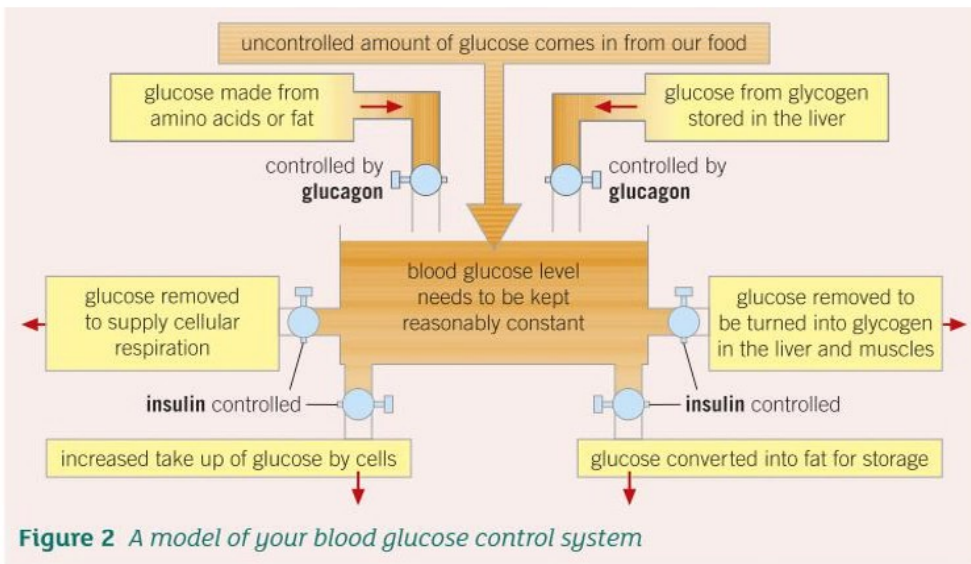 uncontrolled amount of glucose comes in from our food
glucose made from
amino acids or fat
glucose from glycogen
stored in the liver
controlled by
glucagon
controlled by
glucagon
blood glucose level
needs to be kept
reasonably constant
glucose removed
to supply cellular
respiration
glucose removed to
be turned into glycogen
in the liver and muscles
insulin controlled
insulin controlled
increased take up of glucose by cells
glucose converted into fat for storage
Figure 2 A model of your blood glucose control system